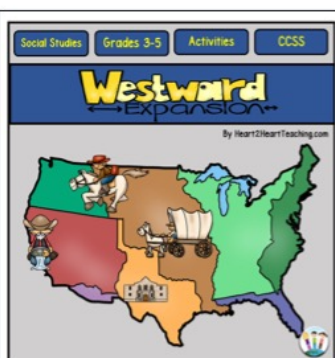 Social Studies Grades 3-5 Activities CCSS
Westward
Expansion
By Heart2HeartTeaching.com